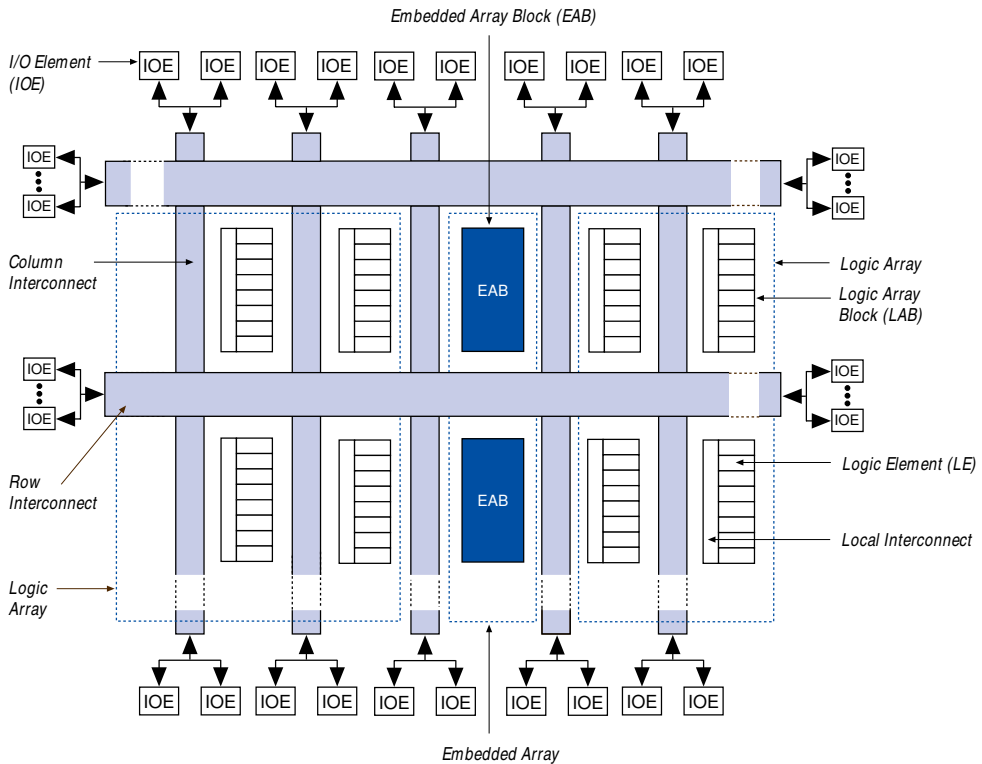 Embedded Array Block (EAB)
I/O Element
(IOE)
IOE IOE IOE IOE IOE IOE IOE IOE IOE IOE
IOE IOE
IOE IOE
Column
Interconnect
EAB
Logic Array
Logic Array
Block (LAB)
IOE IOE
IOE IOE
Row
Interconnect
EAB
Logic Element (LE)
Local Interconnect
Logic
Array
IOE IOE IOE IOE IOE IOE IOE IOE IOE IOE
Embedded Array